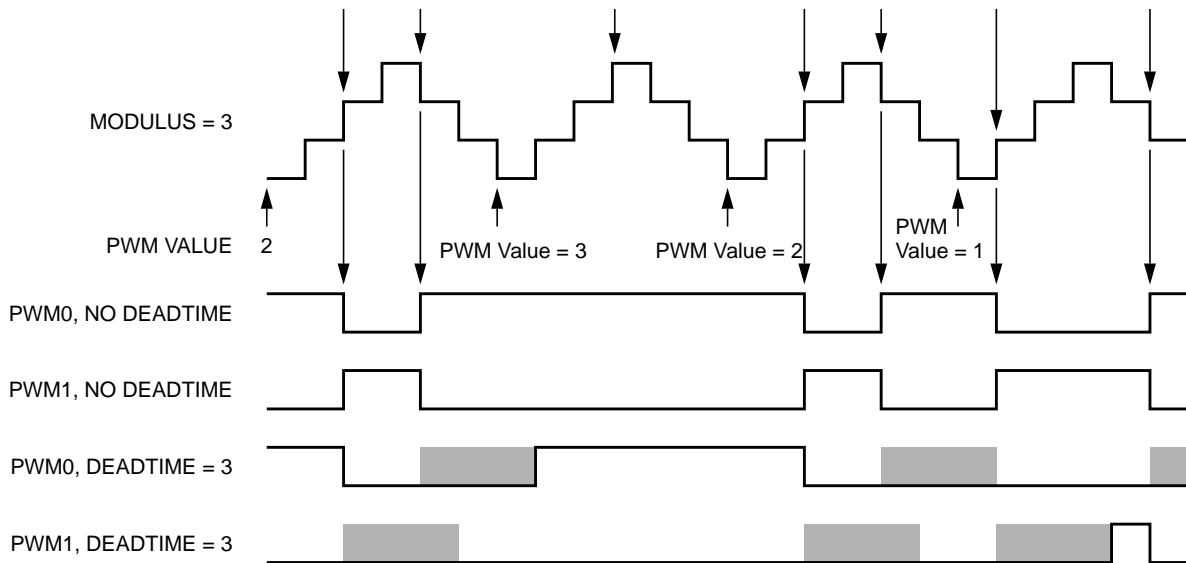 MODULUS = 3
PWM VALUE
2
PWM Value = 3
PWM Value = 2
PWM
Value = 1
PWM0, NO DEADTIME
PWM1, NO DEADTIME
PWM0, DEADTIME = 3
PWM1, DEADTIME = 3